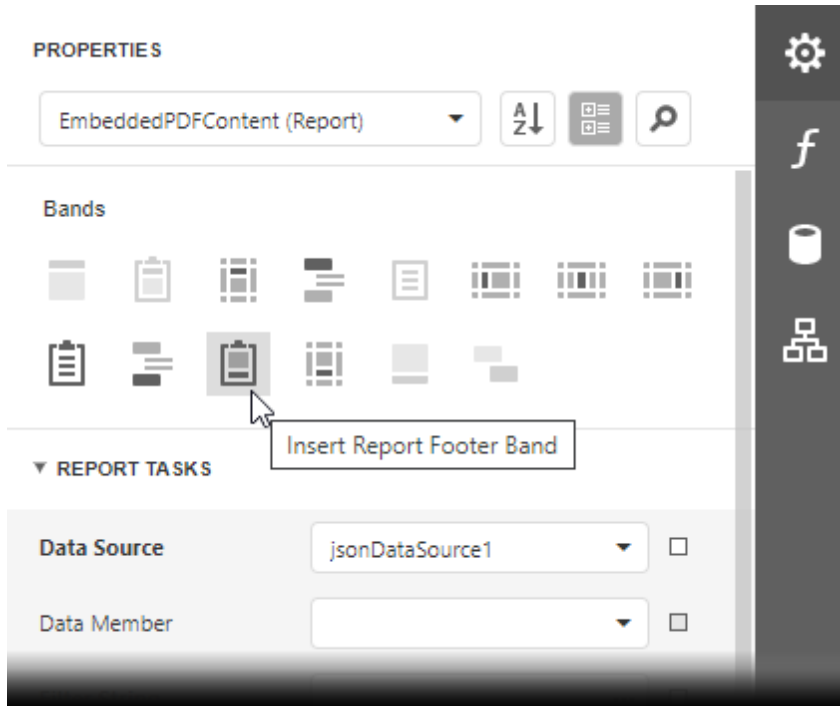 PROPERTIES
EmbeddedPDFContent (Report)
A
Z
f
Bands
Insert Report Footer Band
REPORT TASKS
Data Source
jsonDataSource1
Data Member